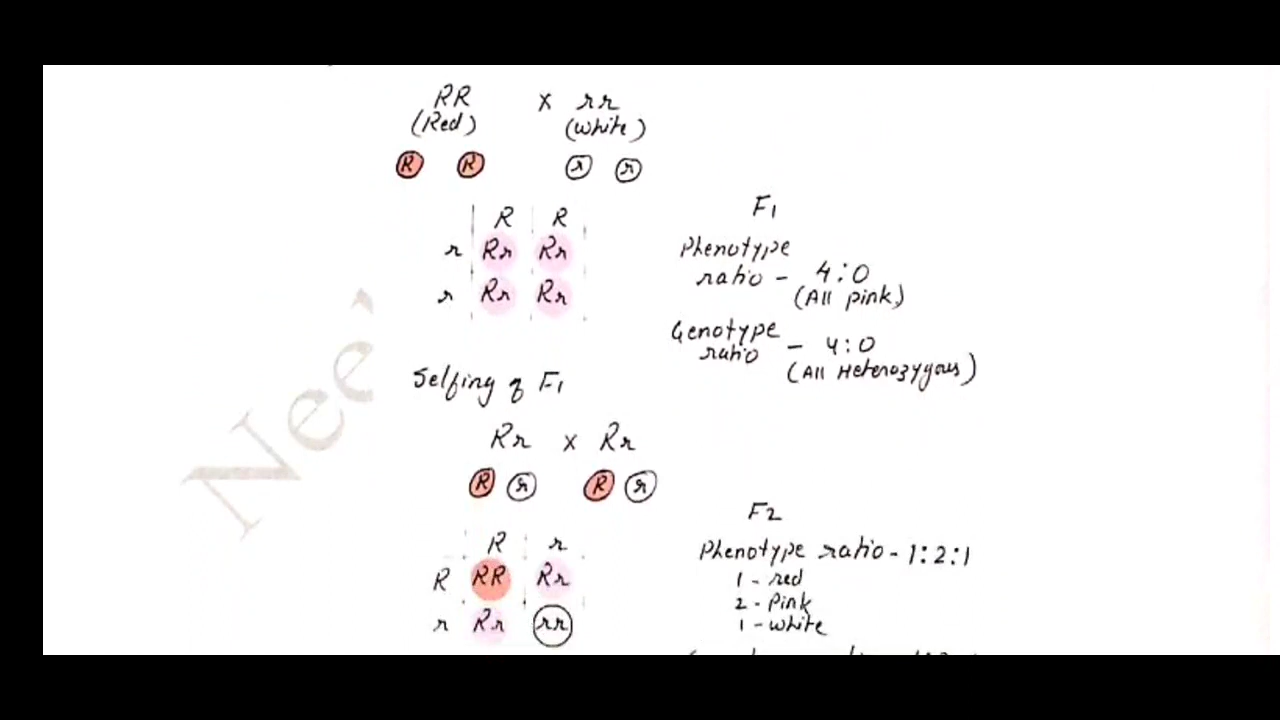 RR × rr
(Red) (White)
R R r r
R R
r Rr Rr
r Rr Rr
F1
Phenotype
ratio - 4:0
(All pink)
Genotype
ratio - 4:0
(All Heterozygous)
Selfing of F1
Rr × Rr
R r R r
R r
R RR Rr
r Rr rr
F2
Phenotype ratio - 1:2:1
1 - red
2 - Pink
1 - white
Nee